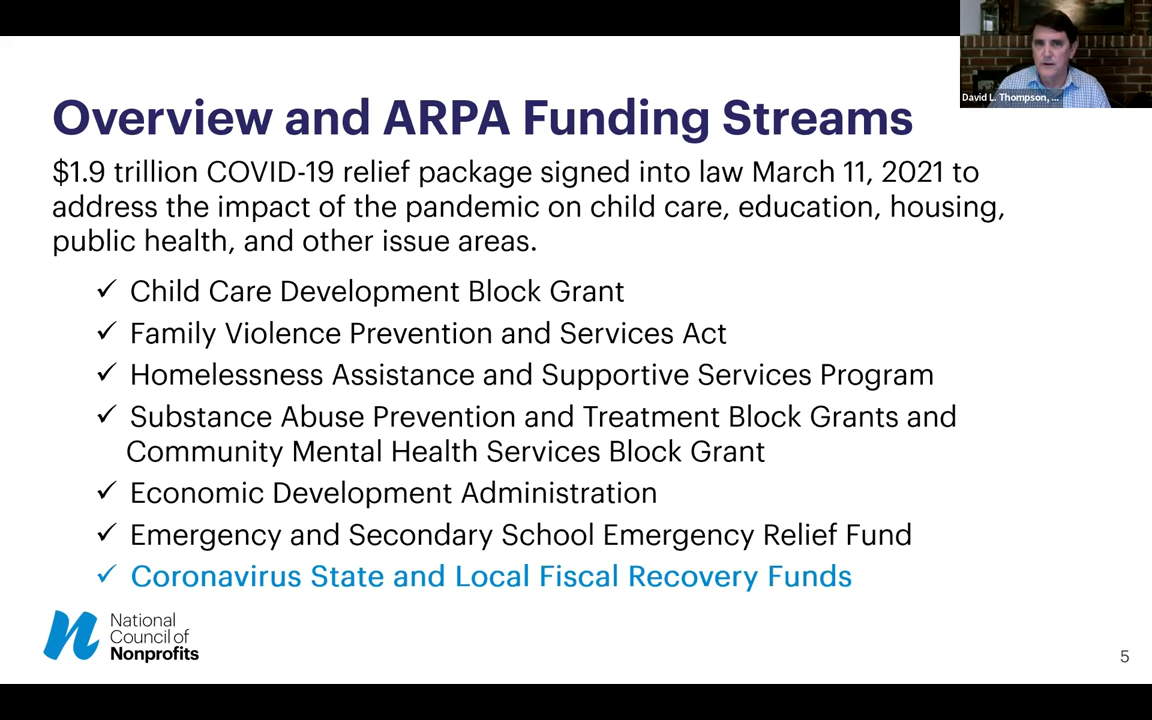 David L. Thompson, ...
Overview and ARPA Funding Streams
$1.9 trillion COVID-19 relief package signed into law March 11, 2021 to
address the impact of the pandemic on child care, education, housing,
public health, and other issue areas.
✓ Child Care Development Block Grant
✓ Family Violence Prevention and Services Act
✓ Homelessness Assistance and Supportive Services Program
✓ Substance Abuse Prevention and Treatment Block Grants and
Community Mental Health Services Block Grant
✓ Economic Development Administration
✓ Emergency and Secondary School Emergency Relief Fund
✓ Coronavirus State and Local Fiscal Recovery Funds
National
Council of
Nonprofits
5